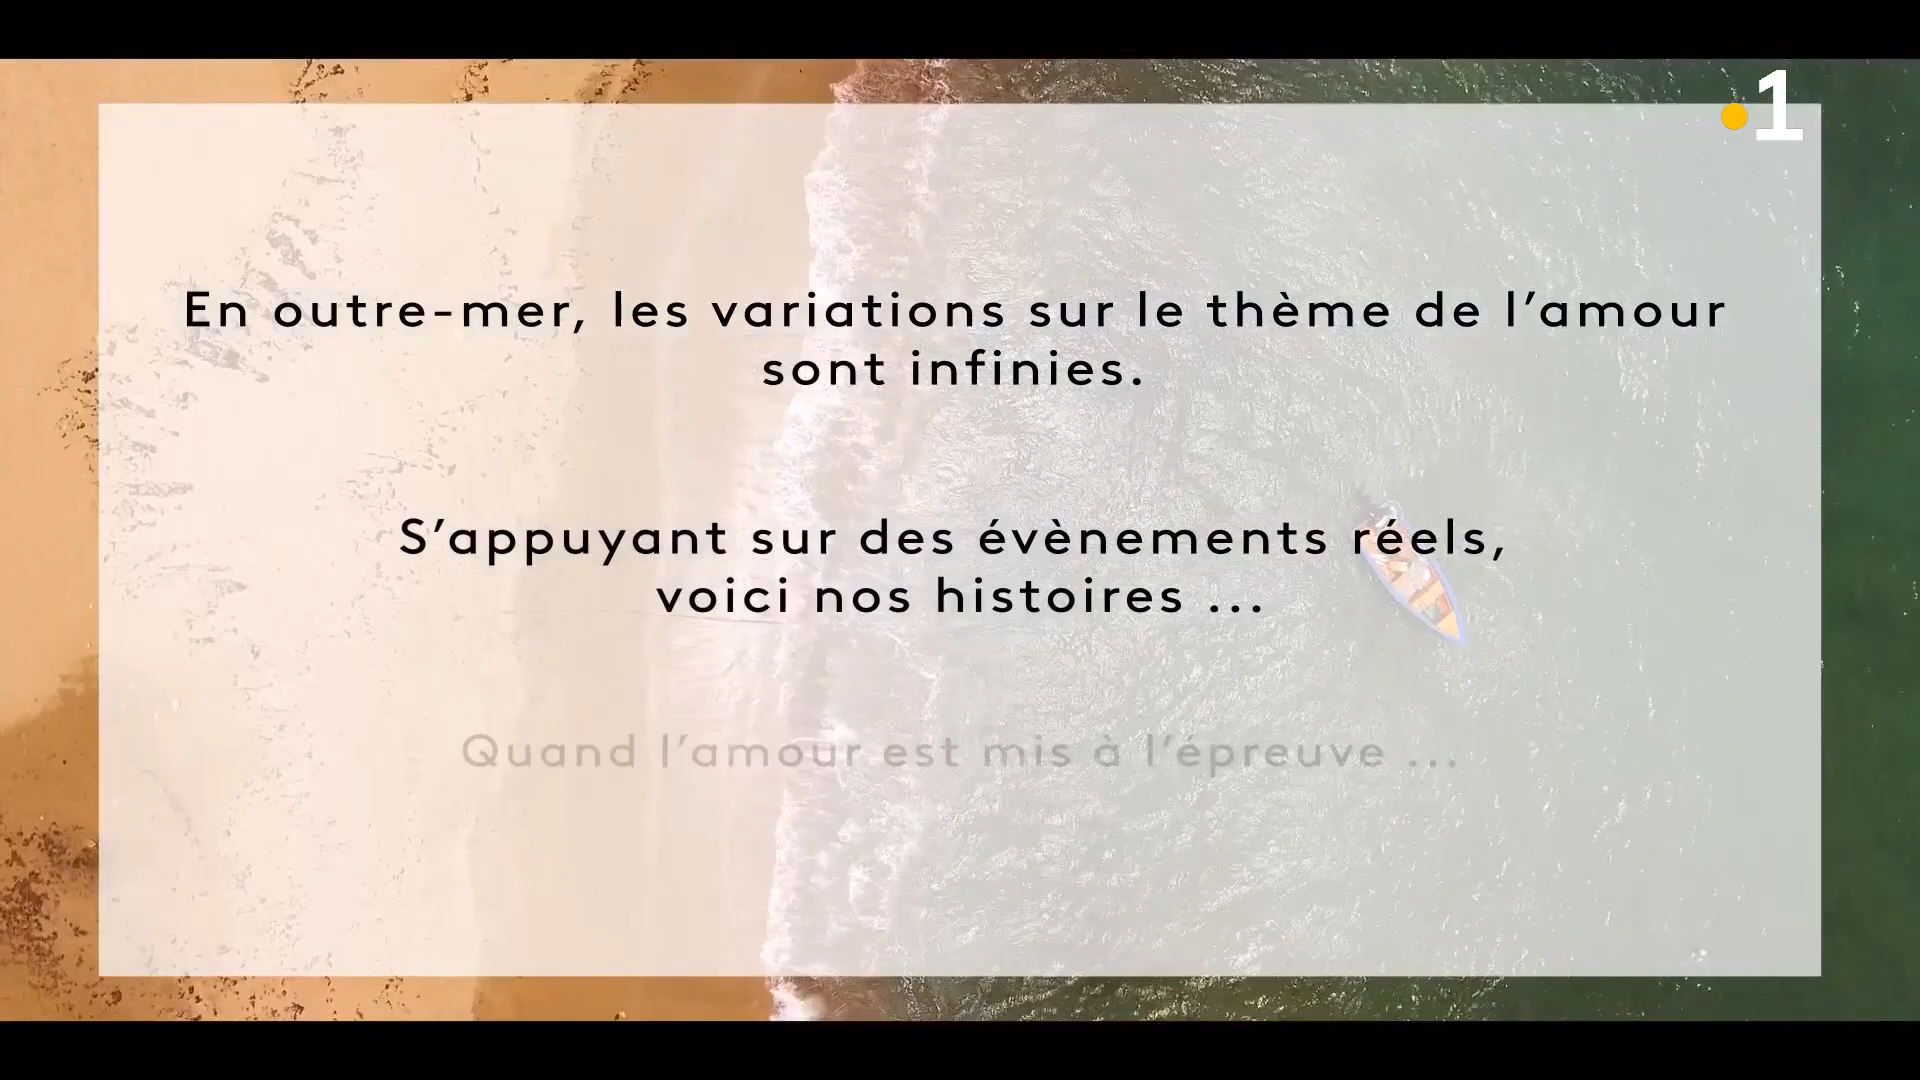 1
En outre-mer, les variations sur le thème de l’amour
sont infinies.
S’appuyant sur des évènements réels,
voici nos histoires ...
Quand l’amour est mis à l’épreuve ...